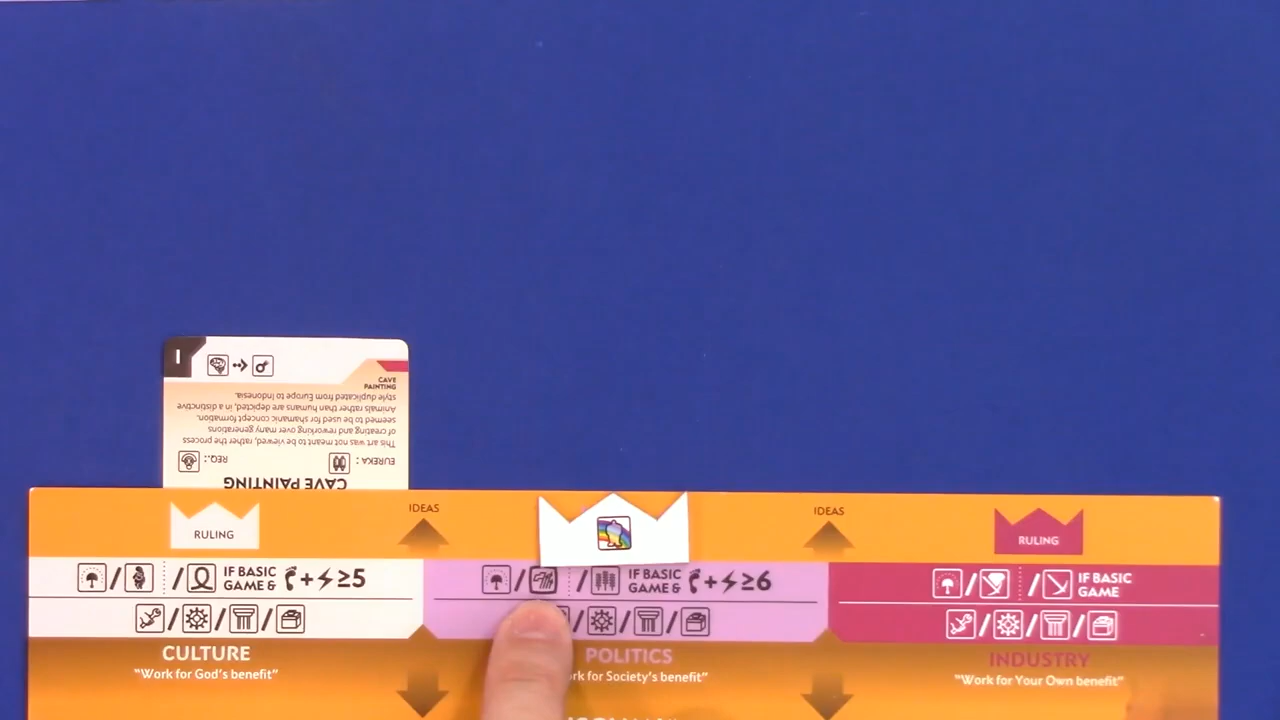 I
CAVE
PAINTING
This art was not meant to be viewed, rather the process
of creating and reworking over many generations
seemed to be used for shamanic concept formation.
Animals rather than humans are depicted, in a distinctive
style duplicated from Europe to Indonesia.
EUREKA: REQ.:
CAVE PAINTING
RULING
IDEAS
IDEAS
RULING
/ / IF BASIC GAME & + ≥5
/ / IF BASIC GAME & + ≥6
/ / IF BASIC GAME
/ / /
/ / /
/ / /
CULTURE
"Work for God's benefit"
POLITICS
rk for Society's benefit"
INDUSTRY
"Work for Your Own benefit"